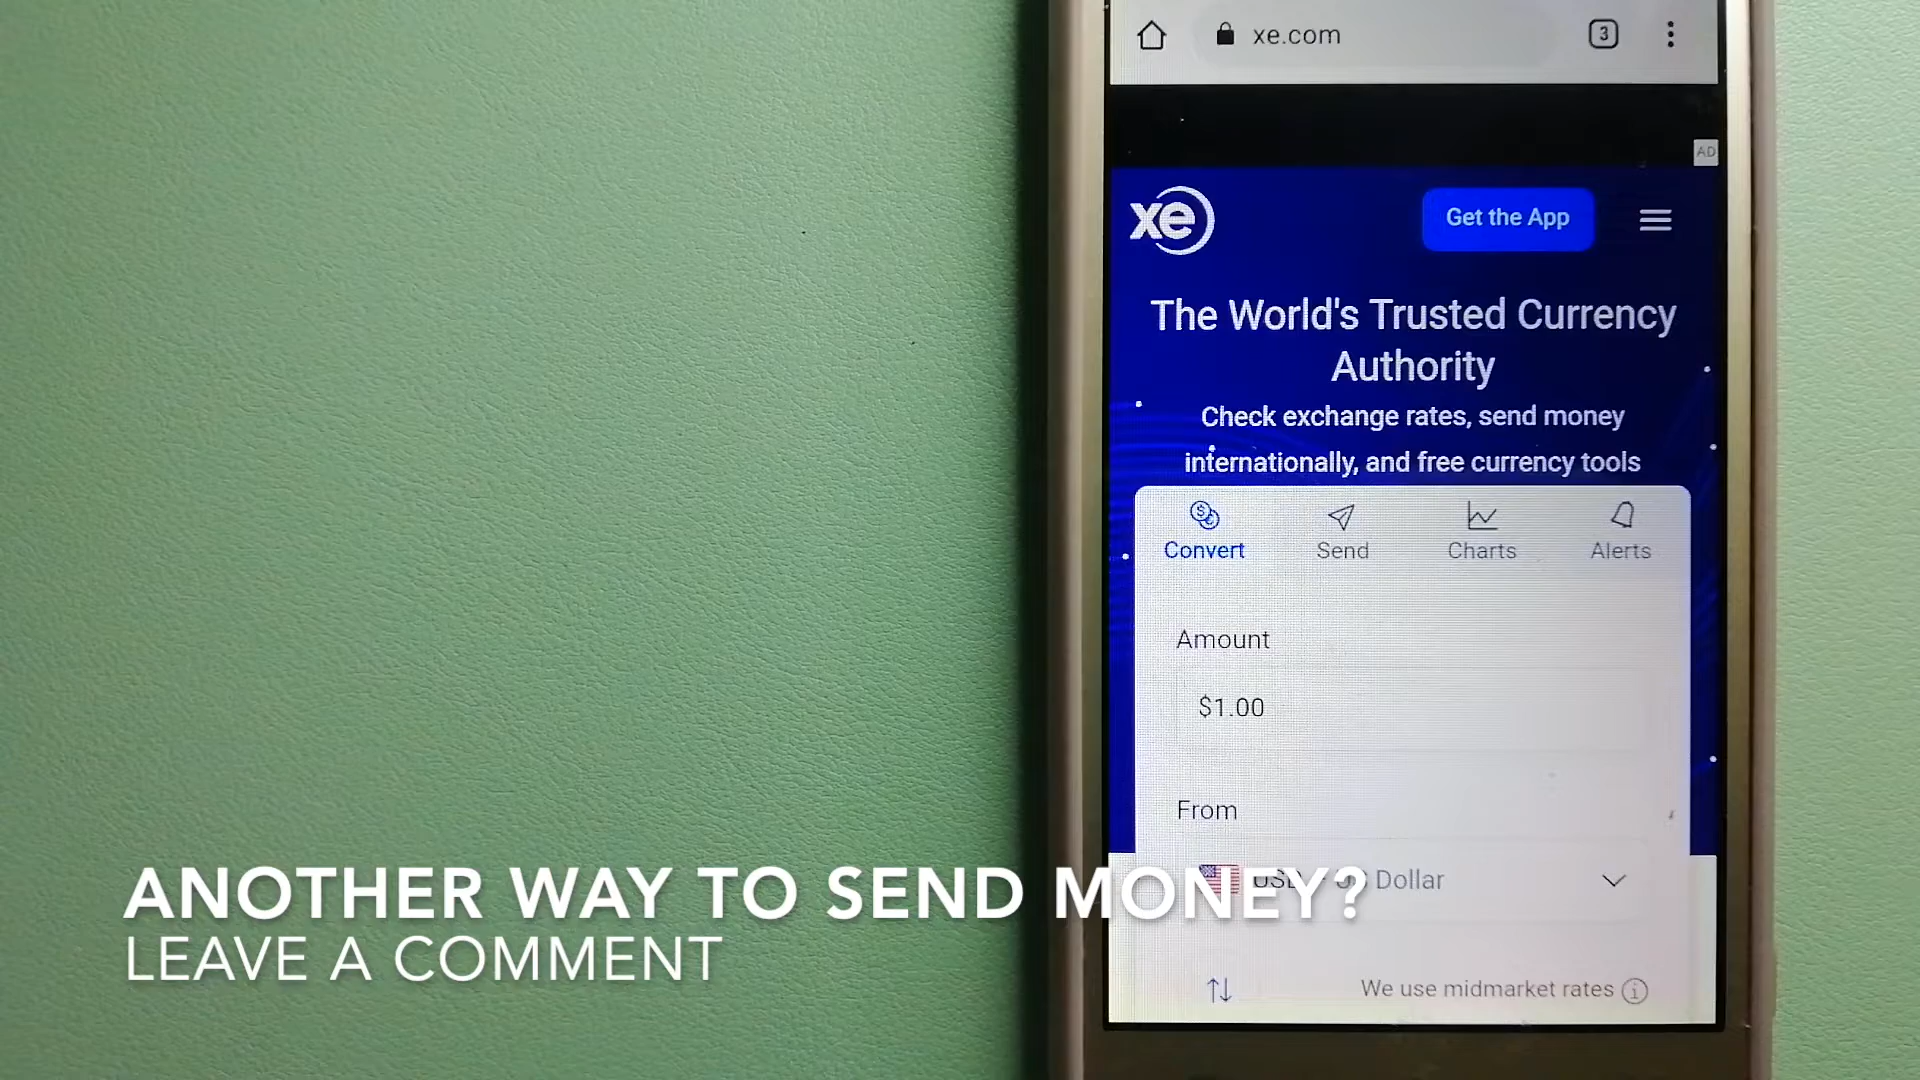 3
xe.com
AD
xe
Get the App
The World's Trusted Currency
Authority
Check exchange rates, send money
internationally, and free currency tools
Convert Send Charts Alerts
Amount
$1.00
From
USD – US Dollar
ANOTHER WAY TO SEND MONEY?
LEAVE A COMMENT
We use midmarket rates